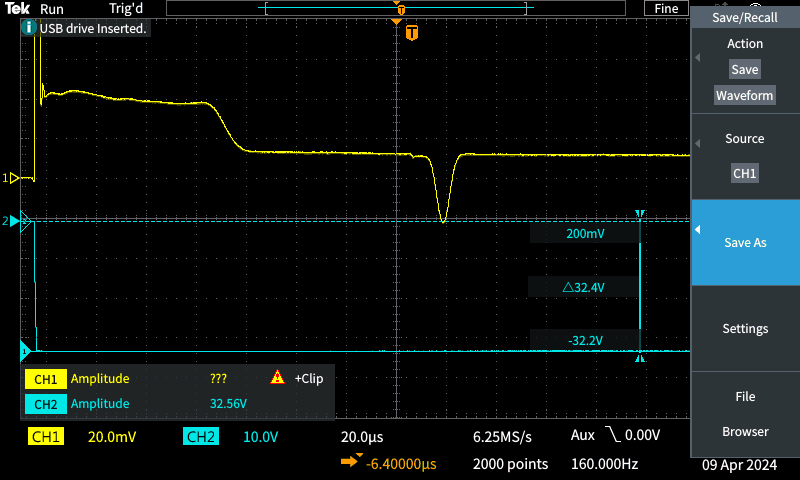 Tek Run Trig'd Fine
USB drive Inserted.
T
T
Save/Recall
Action
Save
Waveform
Source
CH1
1
2
2
200mV
△32.4V
-32.2V
1
Save As
Settings
File
Browser
CH1 Amplitude ??? +Clip
CH2 Amplitude 32.56V
CH1 20.0mV CH2 10.0V 20.0µs 6.25MS/s Aux 0.00V
-6.40000µs 2000 points 160.000Hz 09 Apr 2024